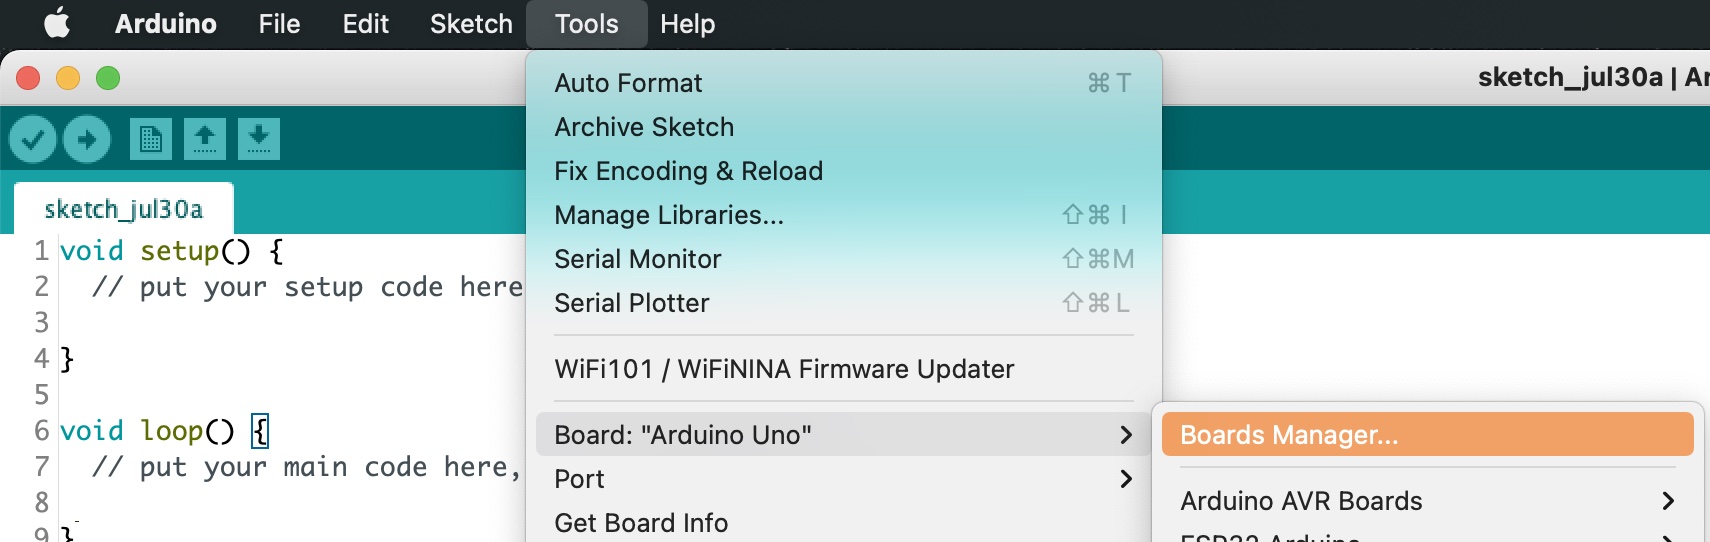 Arduino File Edit Sketch Tools Help
sketch_jul30a | Ar
sketch_jul30a
1 void setup() {
2 // put your setup code here
3
4 }
5
6 void loop() {
7 // put your main code here,
8
9 }
Auto Format ⌘ T
Archive Sketch
Fix Encoding & Reload
Manage Libraries... ⇧⌘ I
Serial Monitor ⇧⌘M
Serial Plotter ⇧⌘L
WiFi101 / WiFiNINA Firmware Updater
Board: "Arduino Uno"
Port
Get Board Info
Boards Manager...
Arduino AVR Boards
ESP32 Arduino